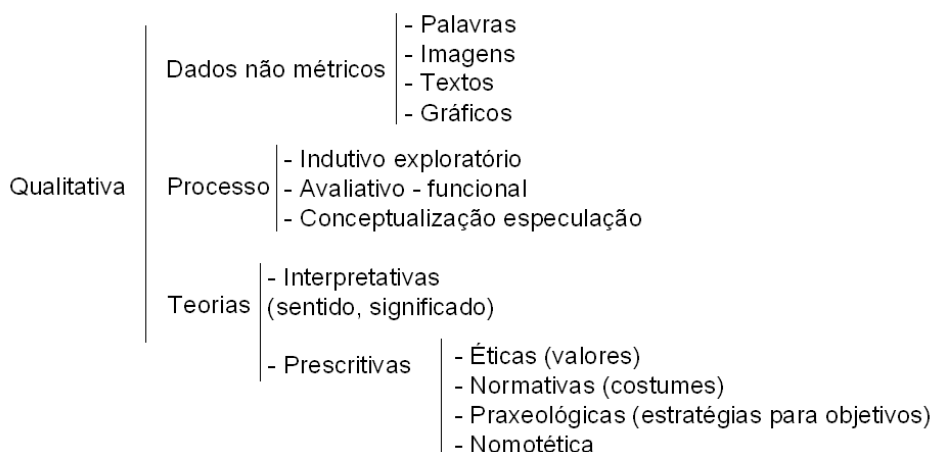 - Palavras
- Imagens
Dados não métricos
- Textos
- Gráficos
- Indutivo exploratório
Qualitativa
Processo
- Avaliativo - funcional
- Conceptualização especulação
- Interpretativas
Teorias
(sentido, significado)
- Prescritivas
- Éticas (valores)
- Normativas (costumes)
- Praxeológicas (estratégias para objetivos)
- Nomotética